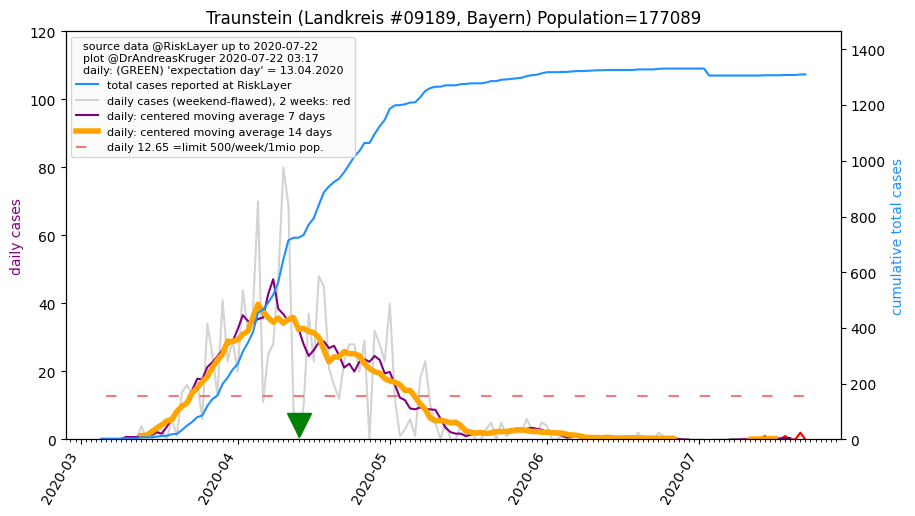 Traunstein (Landkreis #09189, Bayern) Population=177089
source data @RiskLayer up to 2020-07-22
plot @DrAndreasKruger 2020-07-22 03:17
daily: (GREEN) 'expectation day' = 13.04.2020
total cases reported at RiskLayer
daily cases (weekend-flawed), 2 weeks: red
daily: centered moving average 7 days
daily: centered moving average 14 days
daily 12.65 =limit 500/week/1mio pop.
daily cases
120
100
80
60
40
20
0
1400
1200
1000
800
600
400
200
0
cumulative total cases
2020-03
2020-04
2020-05
2020-06
2020-07